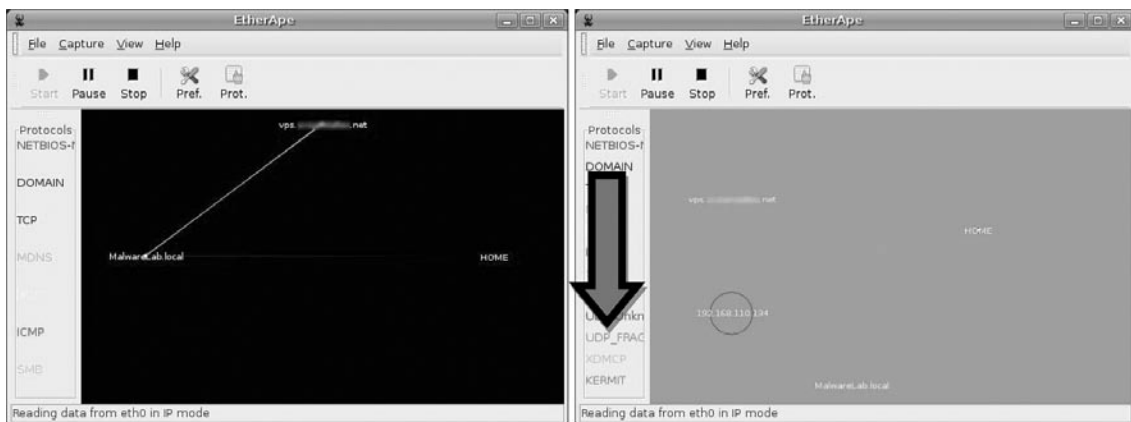 EtherApe
File Capture View Help
Start Pause Stop Pref. Prot.
Protocols
NETBIOS-N
DOMAIN
TCP
MDNS
ICMP
SMB
vps. .net
MalwareLab.local
HOME
Reading data from eth0 in IP mode
EtherApe
File Capture View Help
Start Pause Stop Pref. Prot.
Protocols
NETBIOS-N
DOMAIN
UDP_FRAG
XDMCP
KERMIT
vps. .net
HOME
192.168.110.134
MalwareLab.local
Reading data from eth0 in IP mode